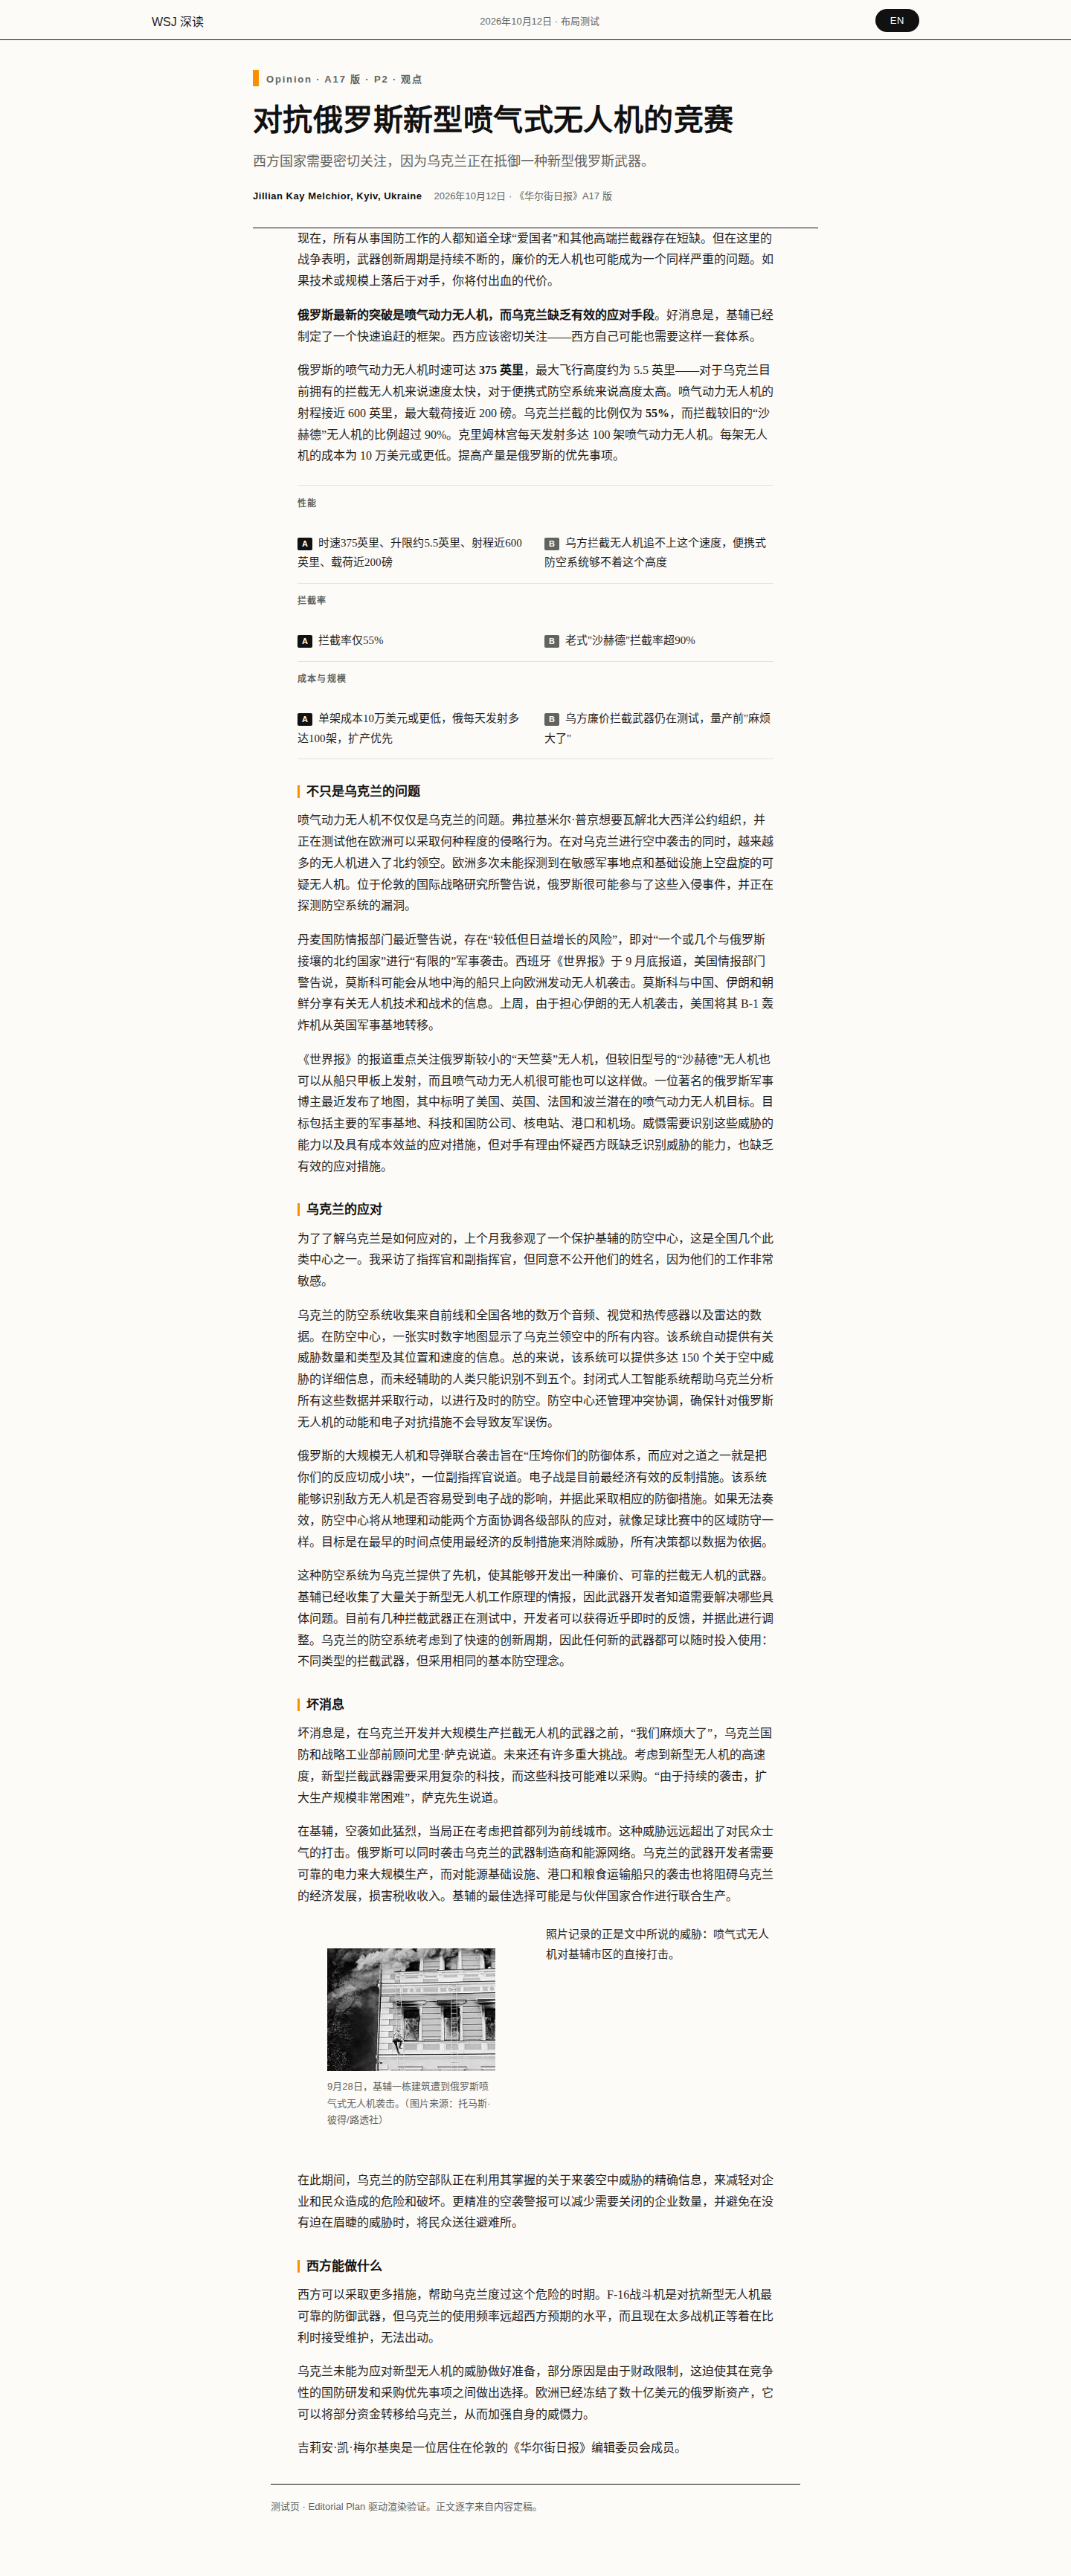 WSJ 深读
2026年10月12日 · 布局测试
EN
Opinion · A17 版 · P2 · 观点
对抗俄罗斯新型喷气式无人机的竞赛
西方国家需要密切关注，因为乌克兰正在抵御一种新型俄罗斯武器。
Jillian Kay Melchior, Kyiv, Ukraine 2026年10月12日 · 《华尔街日报》A17 版
现在，所有从事国防工作的人都知道全球“爱国者”和其他高端拦截器存在短缺。但在这里的
战争表明，武器创新周期是持续不断的，廉价的无人机也可能成为一个同样严重的问题。如
果技术或规模上落后于对手，你将付出血的代价。
俄罗斯最新的突破是喷气动力无人机，而乌克兰缺乏有效的应对手段。好消息是，基辅已经
制定了一个快速追赶的框架。西方应该密切关注——西方自己可能也需要这样一套体系。
俄罗斯的喷气动力无人机时速可达 375 英里，最大飞行高度约为 5.5 英里——对于乌克兰目
前拥有的拦截无人机来说速度太快，对于便携式防空系统来说高度太高。喷气动力无人机的
射程接近 600 英里，最大载荷接近 200 磅。乌克兰拦截的比例仅为 55%，而拦截较旧的“沙
赫德”无人机的比例超过 90%。克里姆林宫每天发射多达 100 架喷气动力无人机。每架无人
机的成本为 10 万美元或更低。提高产量是俄罗斯的优先事项。
性能
A 时速375英里、升限约5.5英里、射程近600
英里、载荷近200磅
B 乌方拦截无人机追不上这个速度，便携式
防空系统够不着这个高度
拦截率
A 拦截率仅55%
B 老式"沙赫德"拦截率超90%
成本与规模
A 单架成本10万美元或更低，俄每天发射多
达100架，扩产优先
B 乌方廉价拦截武器仍在测试，量产前"麻烦
大了"
不只是乌克兰的问题
喷气动力无人机不仅仅是乌克兰的问题。弗拉基米尔·普京想要瓦解北大西洋公约组织，并
正在测试他在欧洲可以采取何种程度的侵略行为。在对乌克兰进行空中袭击的同时，越来越
多的无人机进入了北约领空。欧洲多次未能探测到在敏感军事地点和基础设施上空盘旋的可
疑无人机。位于伦敦的国际战略研究所警告说，俄罗斯很可能参与了这些入侵事件，并正在
探测防空系统的漏洞。
丹麦国防情报部门最近警告说，存在“较低但日益增长的风险”，即对“一个或几个与俄罗斯
接壤的北约国家”进行“有限的”军事袭击。西班牙《世界报》于 9 月底报道，美国情报部门
警告说，莫斯科可能会从地中海的船只上向欧洲发动无人机袭击。莫斯科与中国、伊朗和朝
鲜分享有关无人机技术和战术的信息。上周，由于担心伊朗的无人机袭击，美国将其 B-1 轰
炸机从英国军事基地转移。
《世界报》的报道重点关注俄罗斯较小的“天竺葵”无人机，但较旧型号的“沙赫德”无人机也
可以从船只甲板上发射，而且喷气动力无人机很可能也可以这样做。一位著名的俄罗斯军事
博主最近发布了地图，其中标明了美国、英国、法国和波兰潜在的喷气动力无人机目标。目
标包括主要的军事基地、科技和国防公司、核电站、港口和机场。威慑需要识别这些威胁的
能力以及具有成本效益的应对措施，但对手有理由怀疑西方既缺乏识别威胁的能力，也缺乏
有效的应对措施。
乌克兰的应对
为了了解乌克兰是如何应对的，上个月我参观了一个保护基辅的防空中心，这是全国几个此
类中心之一。我采访了指挥官和副指挥官，但同意不公开他们的姓名，因为他们的工作非常
敏感。
乌克兰的防空系统收集来自前线和全国各地的数万个音频、视觉和热传感器以及雷达的数
据。在防空中心，一张实时数字地图显示了乌克兰领空中的所有内容。该系统自动提供有关
威胁数量和类型及其位置和速度的信息。总的来说，该系统可以提供多达 150 个关于空中威
胁的详细信息，而未经辅助的人类只能识别不到五个。封闭式人工智能系统帮助乌克兰分析
所有这些数据并采取行动，以进行及时的防空。防空中心还管理冲突协调，确保针对俄罗斯
无人机的动能和电子对抗措施不会导致友军误伤。
俄罗斯的大规模无人机和导弹联合袭击旨在“压垮你们的防御体系，而应对之道之一就是把
你们的反应切成小块”，一位副指挥官说道。电子战是目前最经济有效的反制措施。该系统
能够识别敌方无人机是否容易受到电子战的影响，并据此采取相应的防御措施。如果无法奏
效，防空中心将从地理和动能两个方面协调各级部队的应对，就像足球比赛中的区域防守一
样。目标是在最早的时间点使用最经济的反制措施来消除威胁，所有决策都以数据为依据。
这种防空系统为乌克兰提供了先机，使其能够开发出一种廉价、可靠的拦截无人机的武器。
基辅已经收集了大量关于新型无人机工作原理的情报，因此武器开发者知道需要解决哪些具
体问题。目前有几种拦截武器正在测试中，开发者可以获得近乎即时的反馈，并据此进行调
整。乌克兰的防空系统考虑到了快速的创新周期，因此任何新的武器都可以随时投入使用：
不同类型的拦截武器，但采用相同的基本防空理念。
坏消息
坏消息是，在乌克兰开发并大规模生产拦截无人机的武器之前，“我们麻烦大了”，乌克兰国
防和战略工业部前顾问尤里·萨克说道。未来还有许多重大挑战。考虑到新型无人机的高速
度，新型拦截武器需要采用复杂的科技，而这些科技可能难以采购。“由于持续的袭击，扩
大生产规模非常困难”，萨克先生说道。
在基辅，空袭如此猛烈，当局正在考虑把首都列为前线城市。这种威胁远远超出了对民众士
气的打击。俄罗斯可以同时袭击乌克兰的武器制造商和能源网络。乌克兰的武器开发者需要
可靠的电力来大规模生产，而对能源基础设施、港口和粮食运输船只的袭击也将阻碍乌克兰
的经济发展，损害税收收入。基辅的最佳选择可能是与伙伴国家合作进行联合生产。
照片记录的正是文中所说的威胁：喷气式无人
机对基辅市区的直接打击。
9月28日，基辅一栋建筑遭到俄罗斯喷
气式无人机袭击。（图片来源：托马斯·
彼得/路透社）
在此期间，乌克兰的防空部队正在利用其掌握的关于来袭空中威胁的精确信息，来减轻对企
业和民众造成的危险和破坏。更精准的空袭警报可以减少需要关闭的企业数量，并避免在没
有迫在眉睫的威胁时，将民众送往避难所。
西方能做什么
西方可以采取更多措施，帮助乌克兰度过这个危险的时期。F-16战斗机是对抗新型无人机最
可靠的防御武器，但乌克兰的使用频率远超西方预期的水平，而且现在太多战机正等着在比
利时接受维护，无法出动。
乌克兰未能为应对新型无人机的威胁做好准备，部分原因是由于财政限制，这迫使其在竞争
性的国防研发和采购优先事项之间做出选择。欧洲已经冻结了数十亿美元的俄罗斯资产，它
可以将部分资金转移给乌克兰，从而加强自身的威慑力。
吉莉安·凯·梅尔基奥是一位居住在伦敦的《华尔街日报》编辑委员会成员。
测试页 · Editorial Plan 驱动渲染验证。正文逐字来自内容定稿。